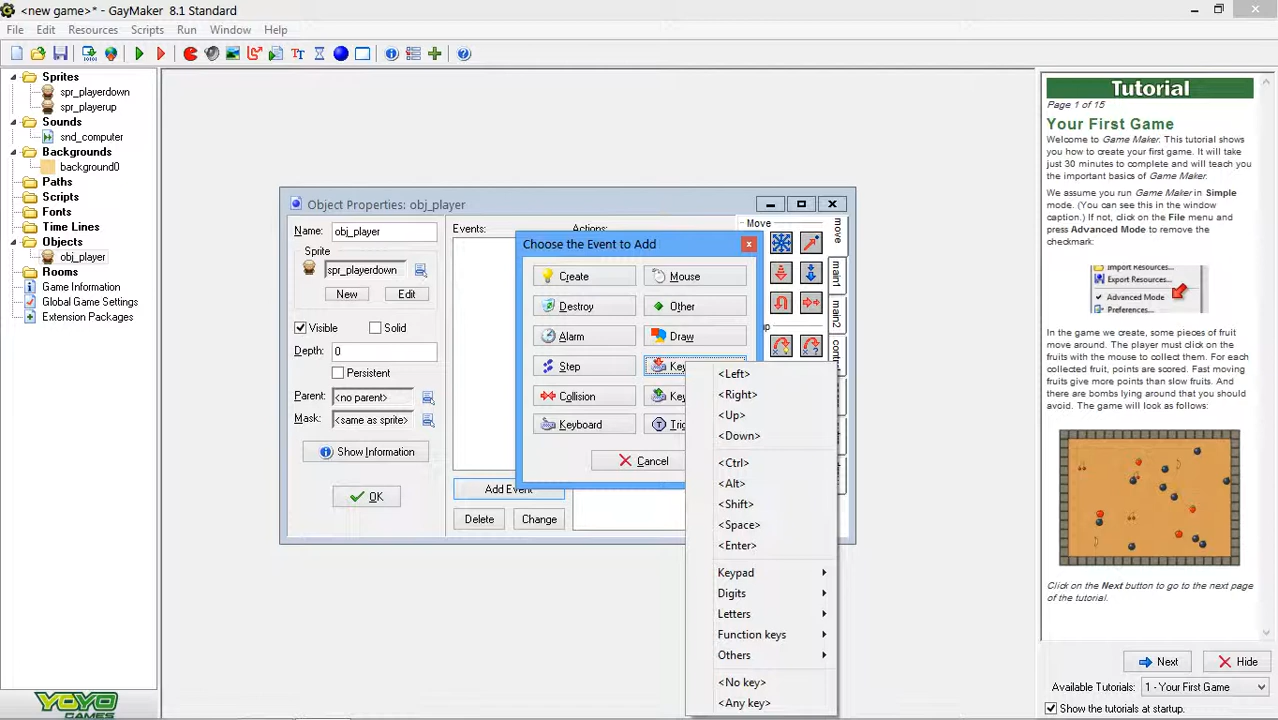 <new game>* - GayMaker 8.1 Standard
File Edit Resources Scripts Run Window Help
Sprites
spr_playerdown
spr_playerup
Sounds
snd_computer
Backgrounds
background0
Paths
Scripts
Fonts
Time Lines
Objects
obj_player
Rooms
Game Information
Global Game Settings
Extension Packages
YOYO
GAMES
Object Properties: obj_player
Name: obj_player
Sprite
spr_playerdown
New Edit
Visible Solid
Depth: 0
Persistent
Parent: <no parent>
Mask: <same as sprite>
Show Information
OK
Events:
Actions:
Add Event
Delete Change
Move
move
main1
main2
Choose the Event to Add
Create Mouse
Destroy Other
Alarm Draw
Step Key
Collision Key
Keyboard
Cancel
<Left>
<Right>
<Up>
<Down>
<Ctrl>
<Alt>
<Shift>
<Space>
<Enter>
Keypad
Digits
Letters
Function keys
Others
<No key>
<Any key>
Tutorial
Page 1 of 15
Your First Game
Welcome to Game Maker. This tutorial shows
you how to create your first game. It will take
just 30 minutes to complete and will teach you
the important basics of Game Maker.
We assume you run Game Maker in Simple
mode. (You can see this in the window
caption.) If not, click on the File menu and
press Advanced Mode to remove the
checkmark:
Import Resources...
Export Resources...
Advanced Mode
Preferences...
In the game we create, some pieces of fruit
move around. The player must click on the
fruits with the mouse to collect them. For each
collected fruit, points are scored. Fast moving
fruits give more points than slow fruits. And
there are bombs lying around that you should
avoid. The game will look as follows:
Click on the Next button to go to the next page
of the tutorial.
Next Hide
Available Tutorials: 1 - Your First Game
Show the tutorials at startup.